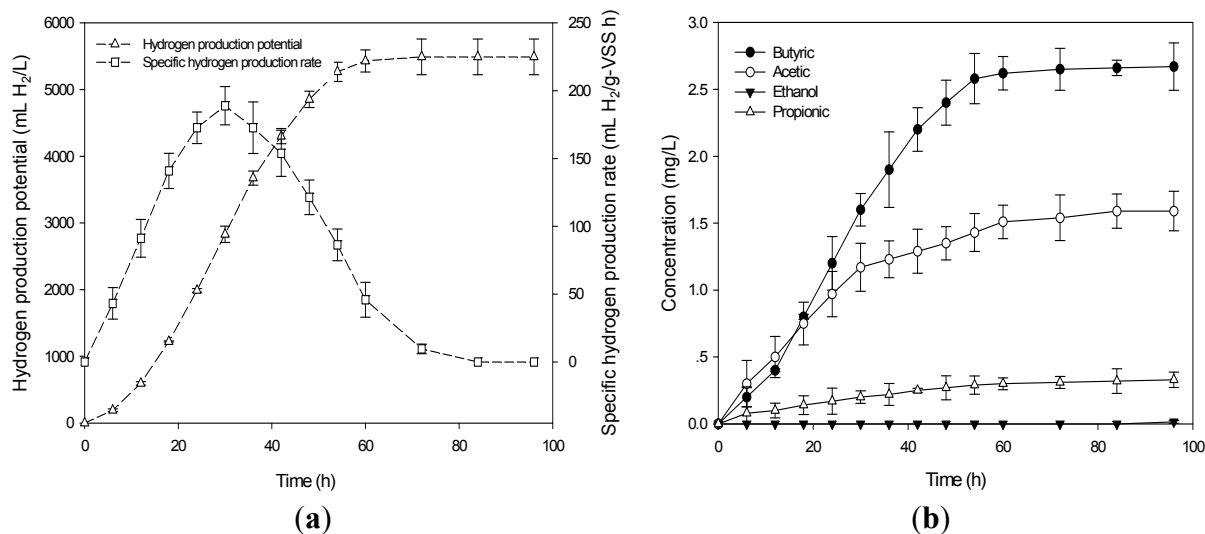 Hydrogen production potential (mL H₂/L)
6000
5000
4000
3000
2000
1000
0
Hydrogen production potential
Specific hydrogen production rate
250
200
150
100
50
0
Specific hydrogen production rate (mL H₂/g-VSS h)
0 20 40 60 80 100
Time (h)
(a)
Concentration (mg/L)
3.0
2.5
2.0
1.5
1.0
.5
0.0
Butyric
Acetic
Ethanol
Propionic
0 20 40 60 80 100
Time (h)
(b)